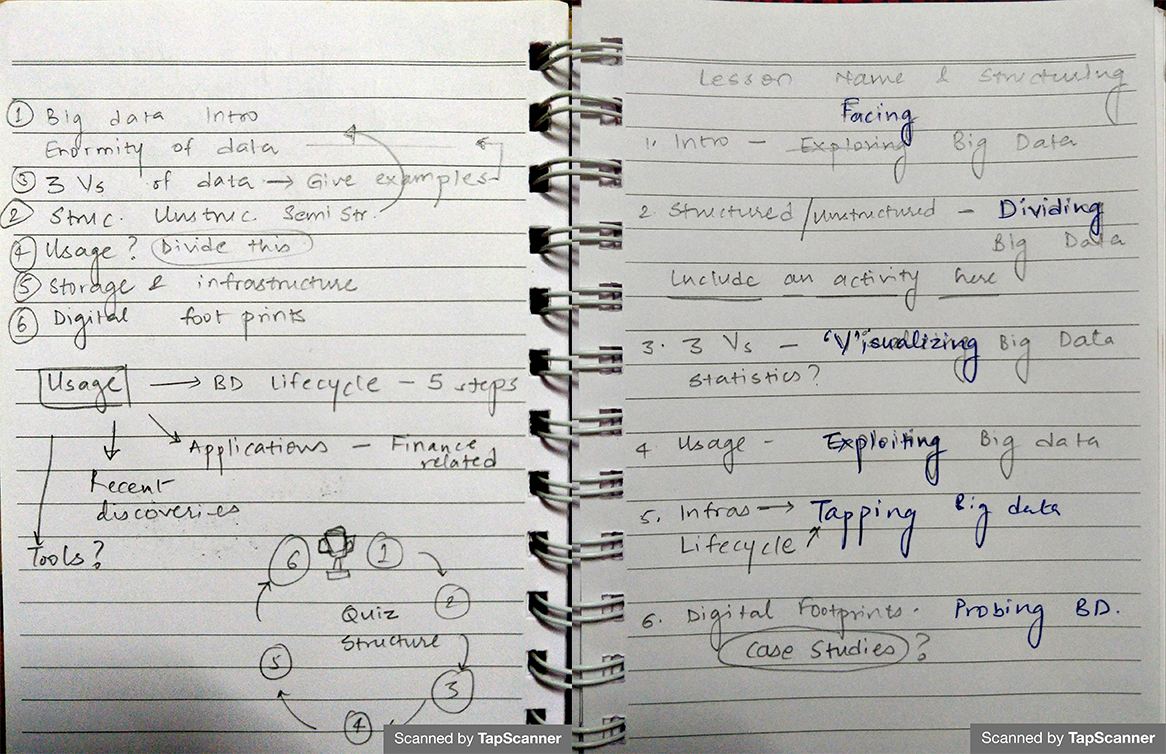 ① Big data Intro
Enormity of data
③ 3 Vs of data → Give examples
② Struc. Unstruc. Semi Str.
④ Usage? Divide this
⑤ Storage & infrastructure
⑥ Digital foot prints
Usage → BD lifecycle – 5 steps
Applications – Finance
related
Recent
discoveries
Tools?
⑥ ①
②
Quiz
Structure
⑤
③
④
Scanned by TapScanner
Lesson Name & Structuring
Facing
1. Intro – Exploring Big Data
2. Structured/unstructured – Dividing
Big Data
Include an activity here
3. 3 Vs – 'V'isualizing Big Data
statistics?
4 Usage - Exploiting Big data
5. Infras → Tapping Big data
Lifecycle ↗
6. Digital Footprints. Probing BD.
Case Studies?
Scanned by TapScanner